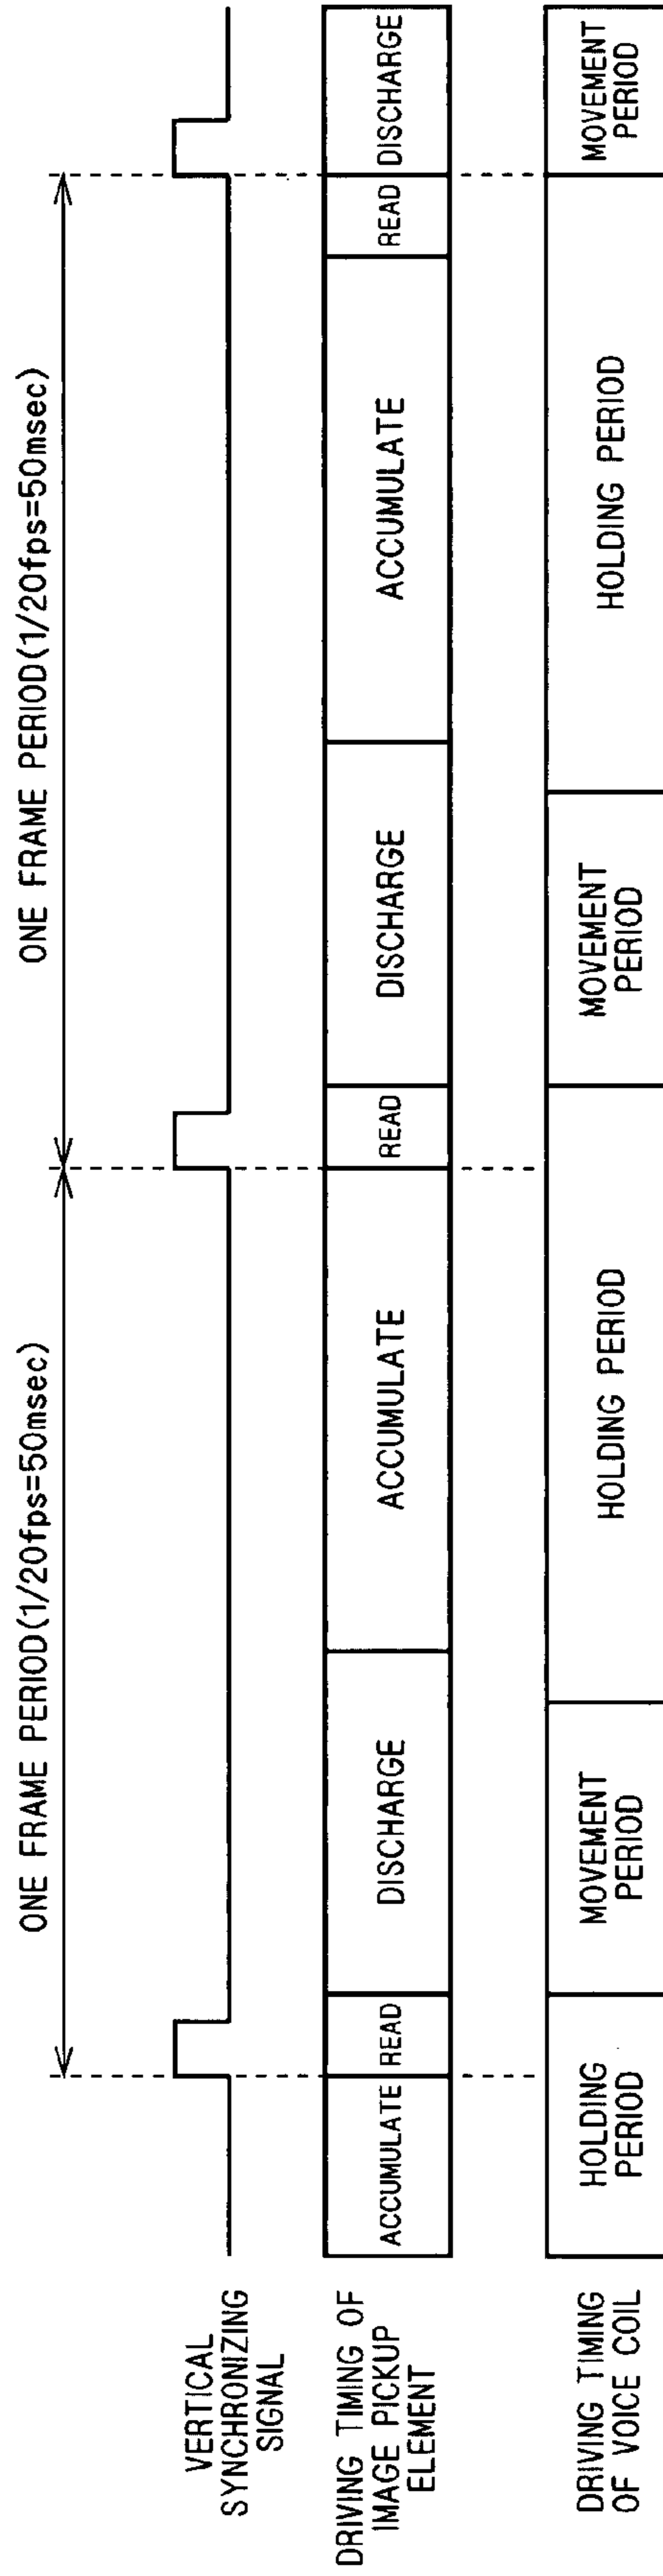 ONE FRAME PERIOD(1/20fps=50msec)
ONE FRAME PERIOD(1/20fps=50msec)
VERTICAL
SYNCHRONIZING
SIGNAL
DRIVING TIMING OF
IMAGE PICKUP
ELEMENT
ACCUMULATE
READ
DISCHARGE
ACCUMULATE
READ
DISCHARGE
ACCUMULATE
READ
DISCHARGE
DRIVING TIMING
OF VOICE COIL
HOLDING
PERIOD
MOVEMENT
PERIOD
HOLDING PERIOD
MOVEMENT
PERIOD
HOLDING PERIOD
MOVEMENT
PERIOD